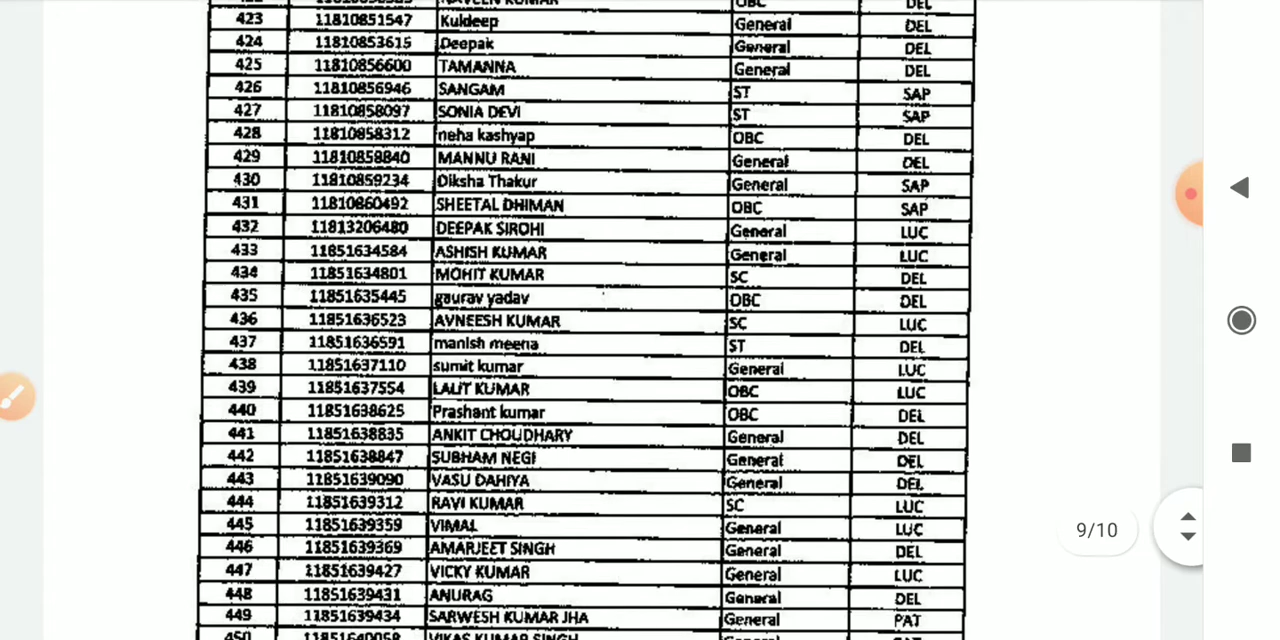 NAVEEN KUMAR OBC DEL
423 11810851547 Kuldeep General DEL
424 11810853615 Deepak General DEL
425 11810856600 TAMANNA General DEL
426 11810856946 SANGAM ST SAP
427 11810858097 SONIA DEVI ST SAP
428 11810858312 neha kashyap OBC DEL
429 11810858840 MANNU RANI General DEL
430 11810859234 Diksha Thakur General SAP
431 11810860492 SHEETAL DHIMAN OBC SAP
432 11813206480 DEEPAK SIROHI General LUC
433 11851634584 ASHISH KUMAR General LUC
434 11851634801 MOHIT KUMAR SC DEL
435 11851635445 gaurav yadav OBC DEL
436 11851636523 AVNEESH KUMAR SC LUC
437 11851636591 manish meena ST DEL
438 11851637110 sumit kumar General LUC
439 11851637554 LALIT KUMAR OBC LUC
440 11851638625 Prashant kumar OBC DEL
441 11851638835 ANKIT CHOUDHARY General DEL
442 11851638847 SUBHAM NEGI General DEL
443 11851639090 VASU DAHIYA General DEL
444 11851639312 RAVI KUMAR SC LUC
445 11851639359 VIMAL General LUC
446 11851639369 AMARJEET SINGH General DEL
447 11851639427 VICKY KUMAR General LUC
448 11851639431 ANURAG General DEL
449 11851639434 SARWESH KUMAR JHA General PAT
450 11851640058 VIKAS KUMAR SINGH General
9/10